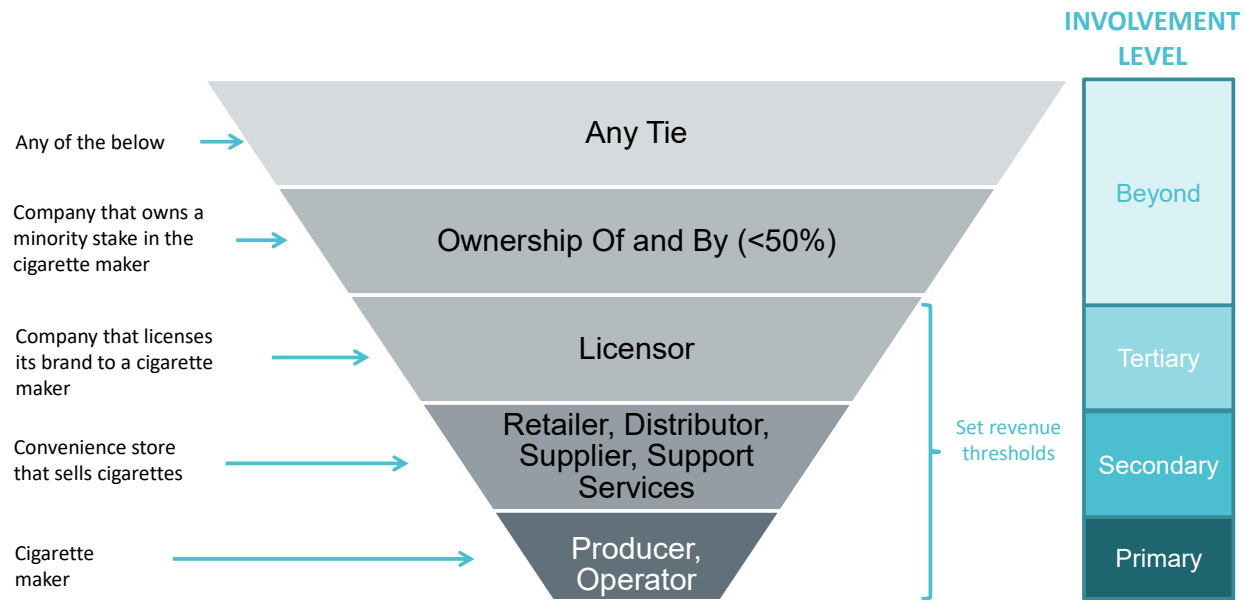 INVOLVEMENT
LEVEL
Any of the below
Any Tie
Beyond
Company that owns a
minority stake in the
cigarette maker
Ownership Of and By (<50%)
Company that licenses
its brand to a cigarette
maker
Licensor
Tertiary
Convenience store
that sells cigarettes
Retailer, Distributor,
Supplier, Support
Services
Set revenue
thresholds
Secondary
Cigarette
maker
Producer,
Operator
Primary